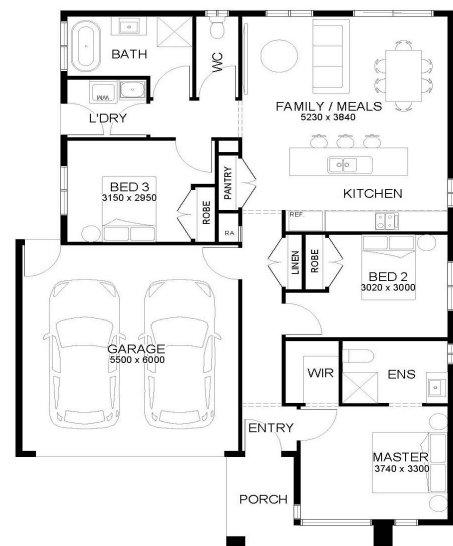 BATH
WC
FAMILY / MEALS
5230 x 3840
WM
L'DRY
KITCHEN
BED 3
3150 x 2950
ROBE
PANTRY
REF.
RA
LINEN
ROBE
BED 2
3020 x 3000
GARAGE
5500 x 6000
WIR
ENS
ENTRY
MASTER
3740 x 3300
PORCH